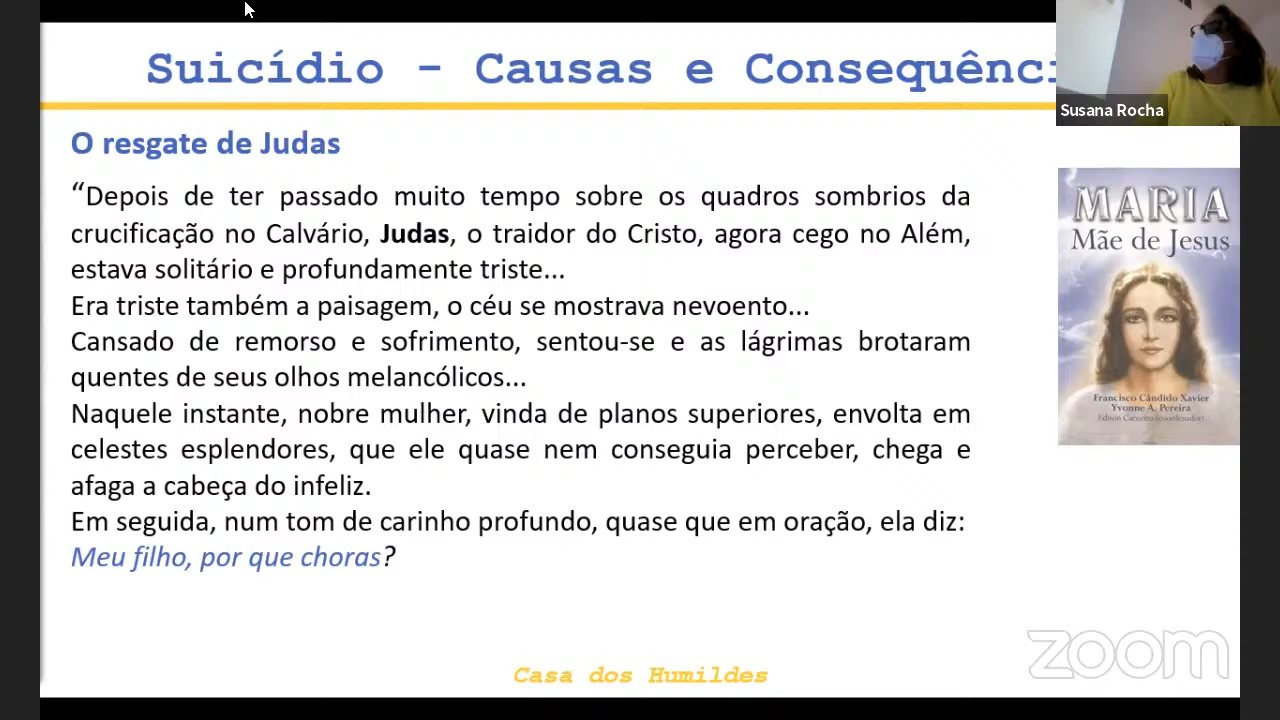 Suicídio - Causas e Consequênci
Susana Rocha
O resgate de Judas
“Depois de ter passado muito tempo sobre os quadros sombrios da
crucificação no Calvário, Judas, o traidor do Cristo, agora cego no Além,
estava solitário e profundamente triste...
Era triste também a paisagem, o céu se mostrava nevoento...
Cansado de remorso e sofrimento, sentou-se e as lágrimas brotaram
quentes de seus olhos melancólicos...
Naquele instante, nobre mulher, vinda de planos superiores, envolta em
celestes esplendores, que ele quase nem conseguia perceber, chega e
afaga a cabeça do infeliz.
Em seguida, num tom de carinho profundo, quase que em oração, ela diz:
Meu filho, por que choras?
MARIA
Mãe de Jesus
Francisco Cândido Xavier
Yvonne A. Pereira
Edison Carneiro (coordenador)
zoom
Casa dos Humildes